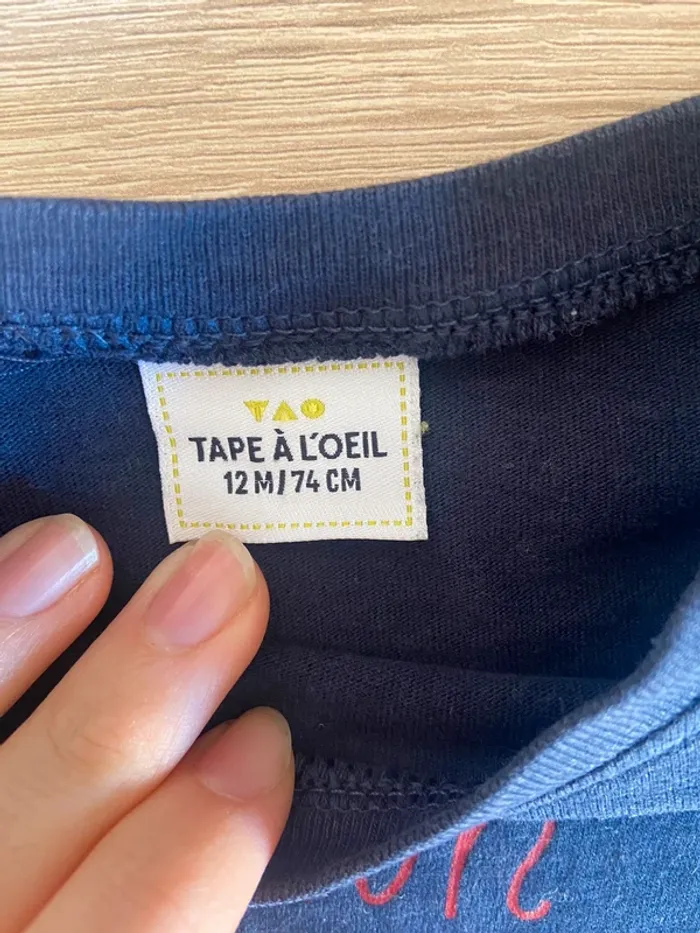 TAO
TAPE À L'OEIL
12 M/74 CM